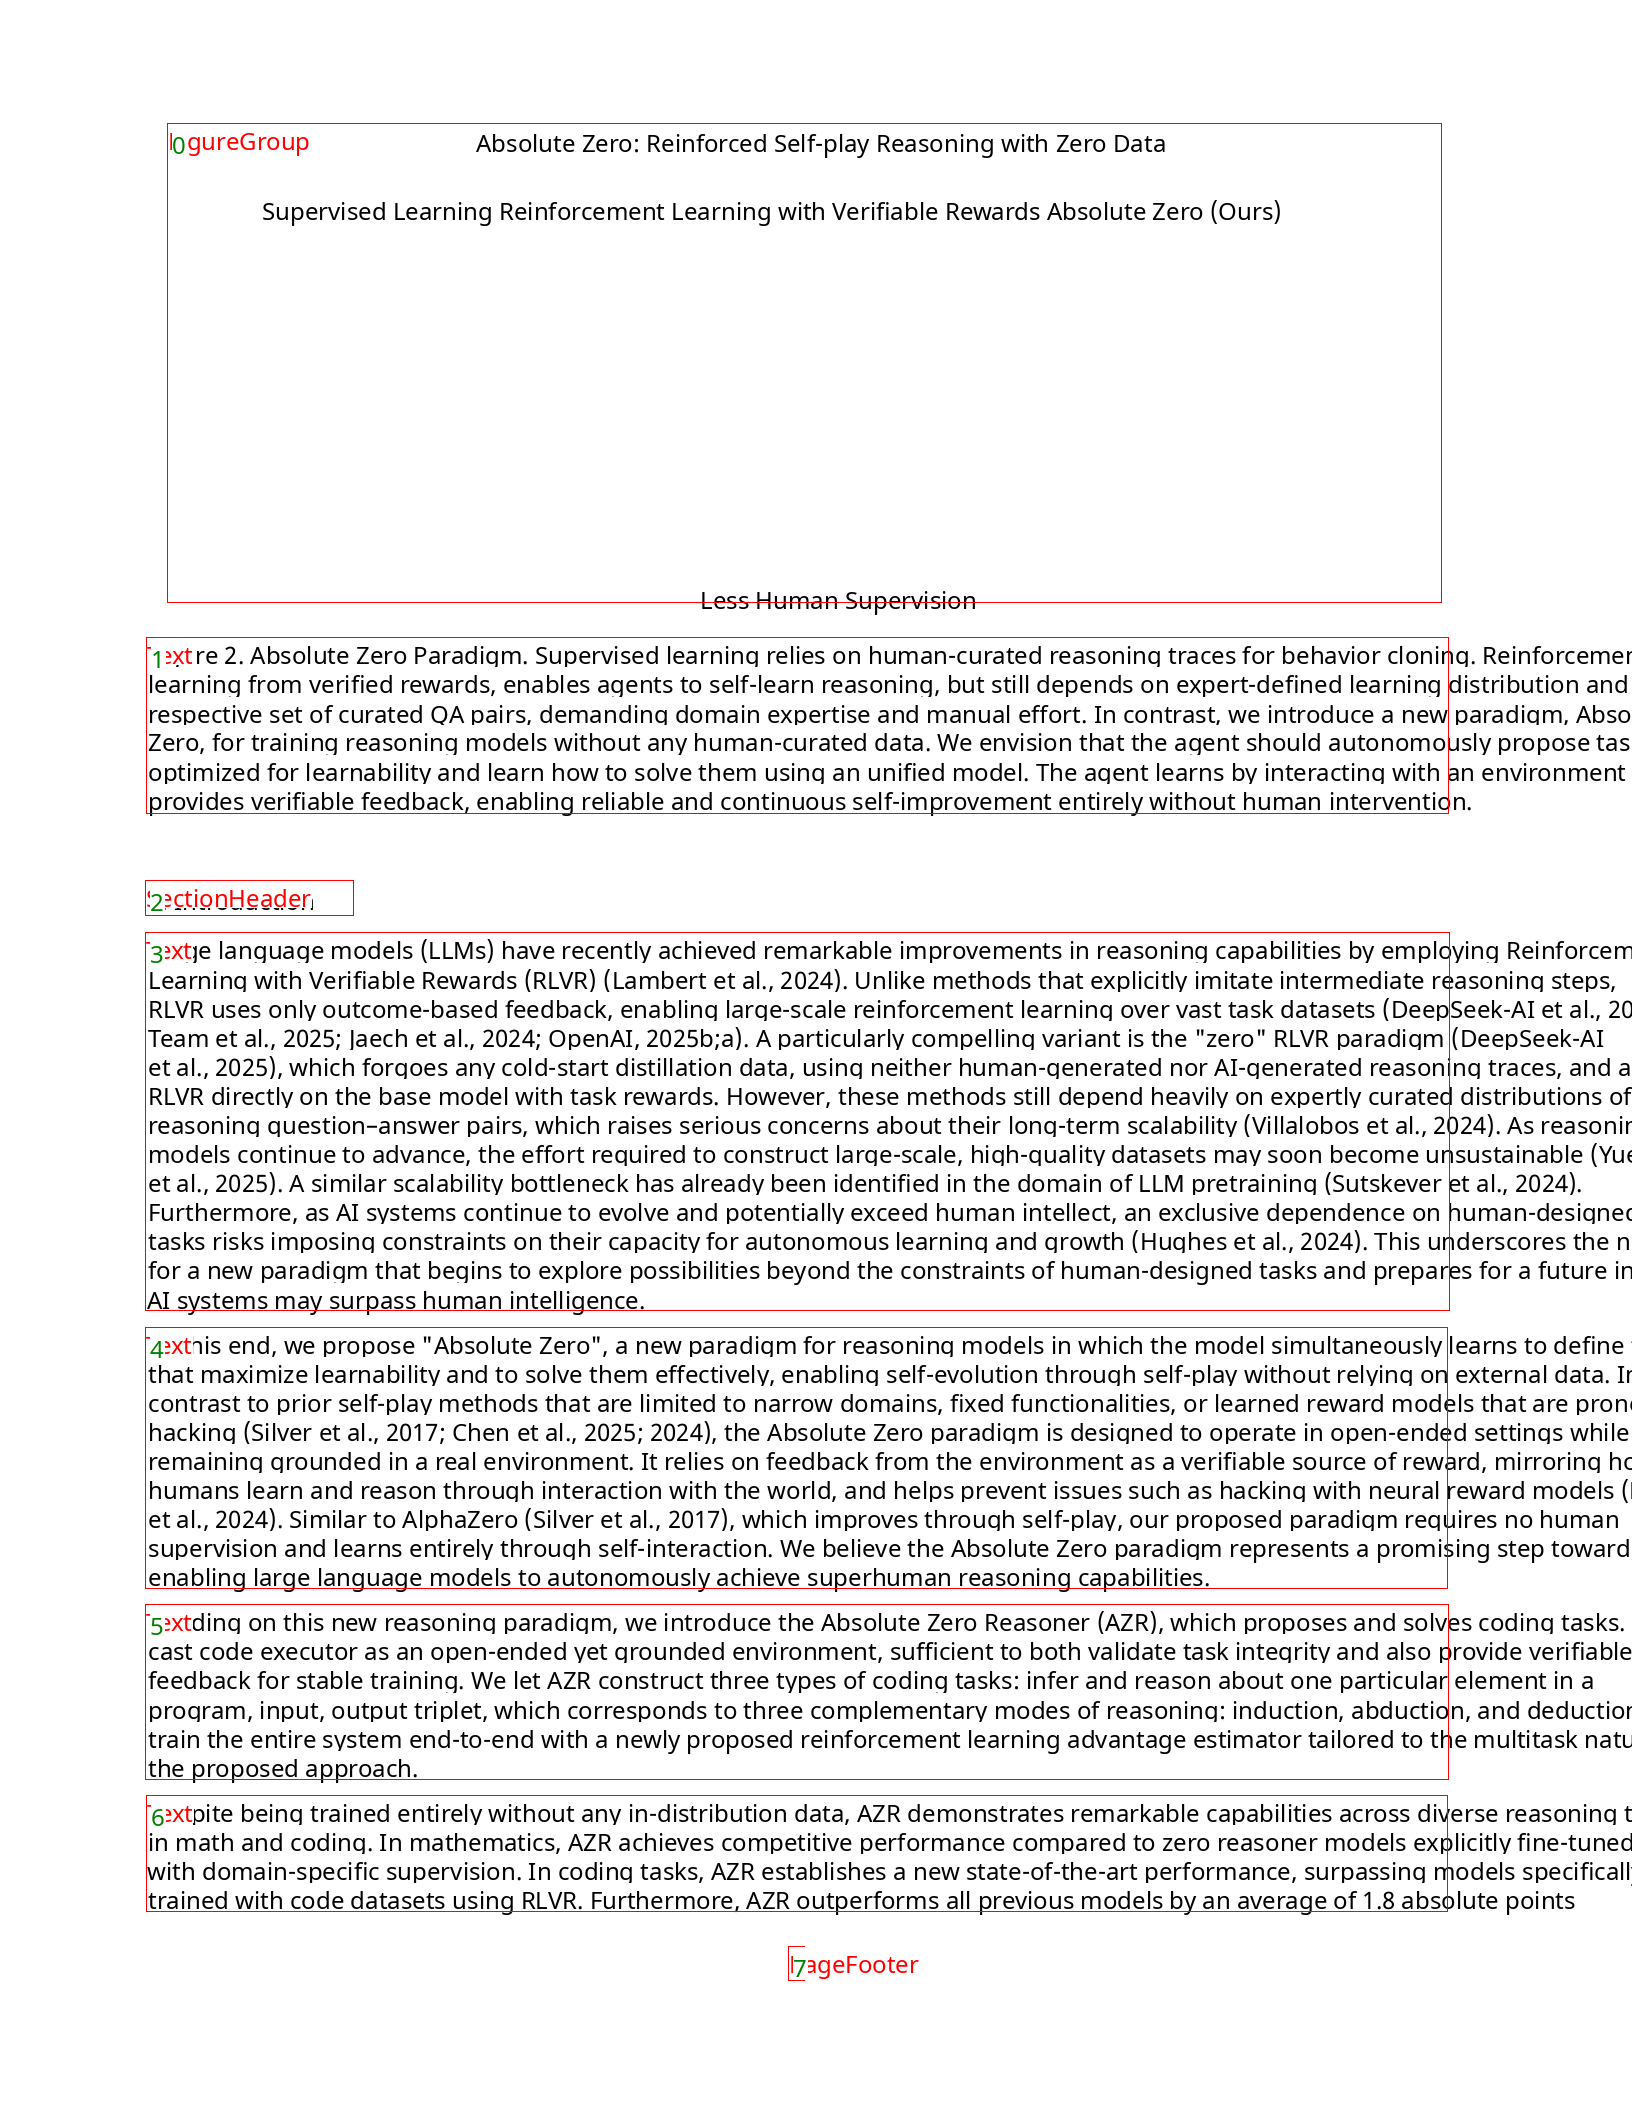 0 gureGroup
Absolute Zero: Reinforced Self-play Reasoning with Zero Data
Supervised Learning Reinforcement Learning with Verifiable Rewards Absolute Zero (Ours)
Less Human Supervision
1 ext re 2. Absolute Zero Paradigm. Supervised learning relies on human-curated reasoning traces for behavior cloning. Reinforcemen
learning from verified rewards, enables agents to self-learn reasoning, but still depends on expert-defined learning distribution and
respective set of curated QA pairs, demanding domain expertise and manual effort. In contrast, we introduce a new paradigm, Abso
Zero, for training reasoning models without any human-curated data. We envision that the agent should autonomously propose tas
optimized for learnability and learn how to solve them using an unified model. The agent learns by interacting with an environment
provides verifiable feedback, enabling reliable and continuous self-improvement entirely without human intervention.
2 ectionHeader
3 ext ge language models (LLMs) have recently achieved remarkable improvements in reasoning capabilities by employing Reinforcem
Learning with Verifiable Rewards (RLVR) (Lambert et al., 2024). Unlike methods that explicitly imitate intermediate reasoning steps,
RLVR uses only outcome-based feedback, enabling large-scale reinforcement learning over vast task datasets (DeepSeek-AI et al., 20
Team et al., 2025; Jaech et al., 2024; OpenAI, 2025b;a). A particularly compelling variant is the "zero" RLVR paradigm (DeepSeek-AI
et al., 2025), which forgoes any cold-start distillation data, using neither human-generated nor AI-generated reasoning traces, and a
RLVR directly on the base model with task rewards. However, these methods still depend heavily on expertly curated distributions of
reasoning question–answer pairs, which raises serious concerns about their long-term scalability (Villalobos et al., 2024). As reasonin
models continue to advance, the effort required to construct large-scale, high-quality datasets may soon become unsustainable (Yue
et al., 2025). A similar scalability bottleneck has already been identified in the domain of LLM pretraining (Sutskever et al., 2024).
Furthermore, as AI systems continue to evolve and potentially exceed human intellect, an exclusive dependence on human-designed
tasks risks imposing constraints on their capacity for autonomous learning and growth (Hughes et al., 2024). This underscores the n
for a new paradigm that begins to explore possibilities beyond the constraints of human-designed tasks and prepares for a future in
AI systems may surpass human intelligence.
4 ext his end, we propose "Absolute Zero", a new paradigm for reasoning models in which the model simultaneously learns to define
that maximize learnability and to solve them effectively, enabling self-evolution through self-play without relying on external data. In
contrast to prior self-play methods that are limited to narrow domains, fixed functionalities, or learned reward models that are prone
hacking (Silver et al., 2017; Chen et al., 2025; 2024), the Absolute Zero paradigm is designed to operate in open-ended settings while
remaining grounded in a real environment. It relies on feedback from the environment as a verifiable source of reward, mirroring ho
humans learn and reason through interaction with the world, and helps prevent issues such as hacking with neural reward models (
et al., 2024). Similar to AlphaZero (Silver et al., 2017), which improves through self-play, our proposed paradigm requires no human
supervision and learns entirely through self-interaction. We believe the Absolute Zero paradigm represents a promising step toward
enabling large language models to autonomously achieve superhuman reasoning capabilities.
5 ext ding on this new reasoning paradigm, we introduce the Absolute Zero Reasoner (AZR), which proposes and solves coding tasks.
cast code executor as an open-ended yet grounded environment, sufficient to both validate task integrity and also provide verifiable
feedback for stable training. We let AZR construct three types of coding tasks: infer and reason about one particular element in a
program, input, output triplet, which corresponds to three complementary modes of reasoning: induction, abduction, and deduction
train the entire system end-to-end with a newly proposed reinforcement learning advantage estimator tailored to the multitask natu
the proposed approach.
6 ext pite being trained entirely without any in-distribution data, AZR demonstrates remarkable capabilities across diverse reasoning t
in math and coding. In mathematics, AZR achieves competitive performance compared to zero reasoner models explicitly fine-tuned
with domain-specific supervision. In coding tasks, AZR establishes a new state-of-the-art performance, surpassing models specifically
trained with code datasets using RLVR. Furthermore, AZR outperforms all previous models by an average of 1.8 absolute points
7 ageFooter